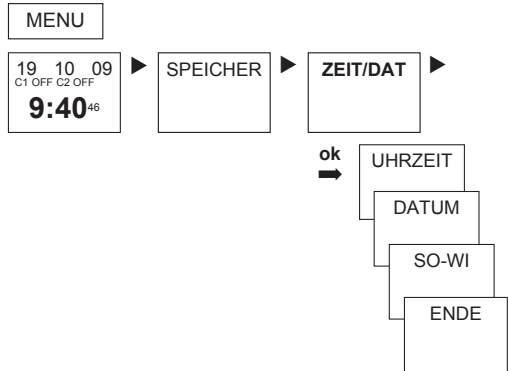 MENU
19 10 09
C1 OFF C2 OFF
9:40 46
SPEICHER
ZEIT/DAT
ok
UHRZEIT
DATUM
SO-WI
ENDE